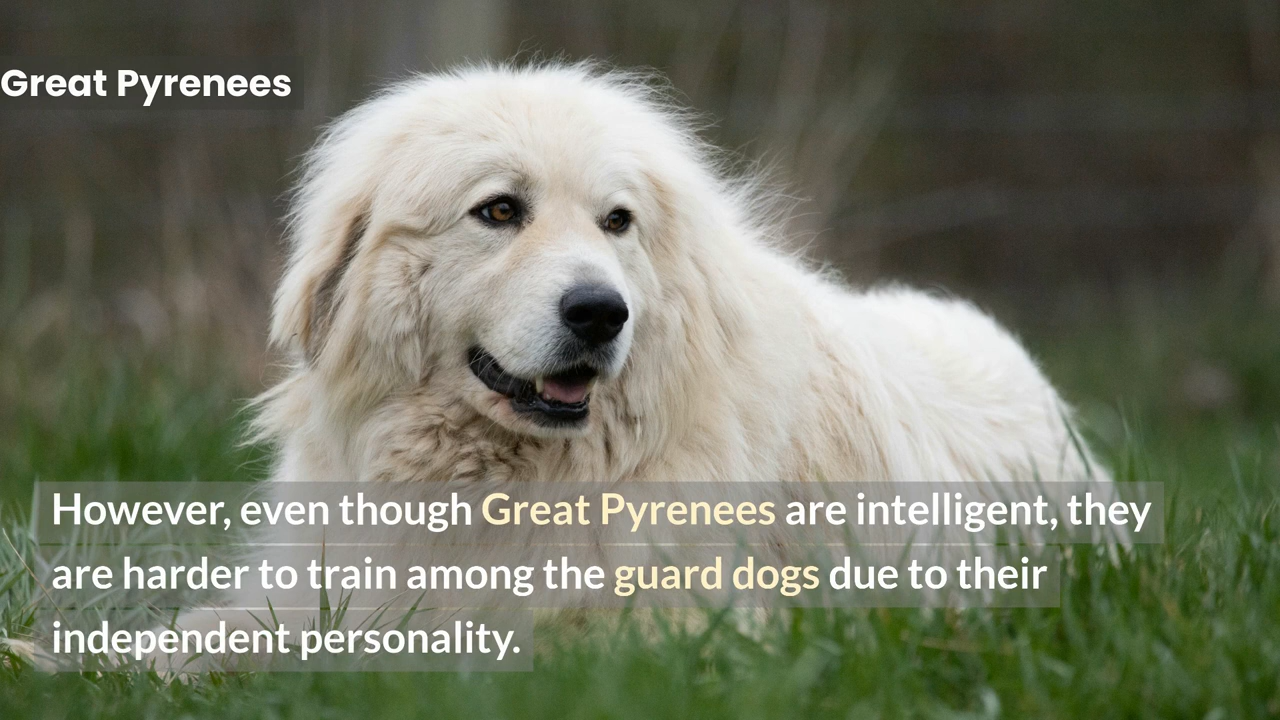 Great Pyrenees
However, even though Great Pyrenees are intelligent, they
are harder to train among the guard dogs due to their
independent personality.